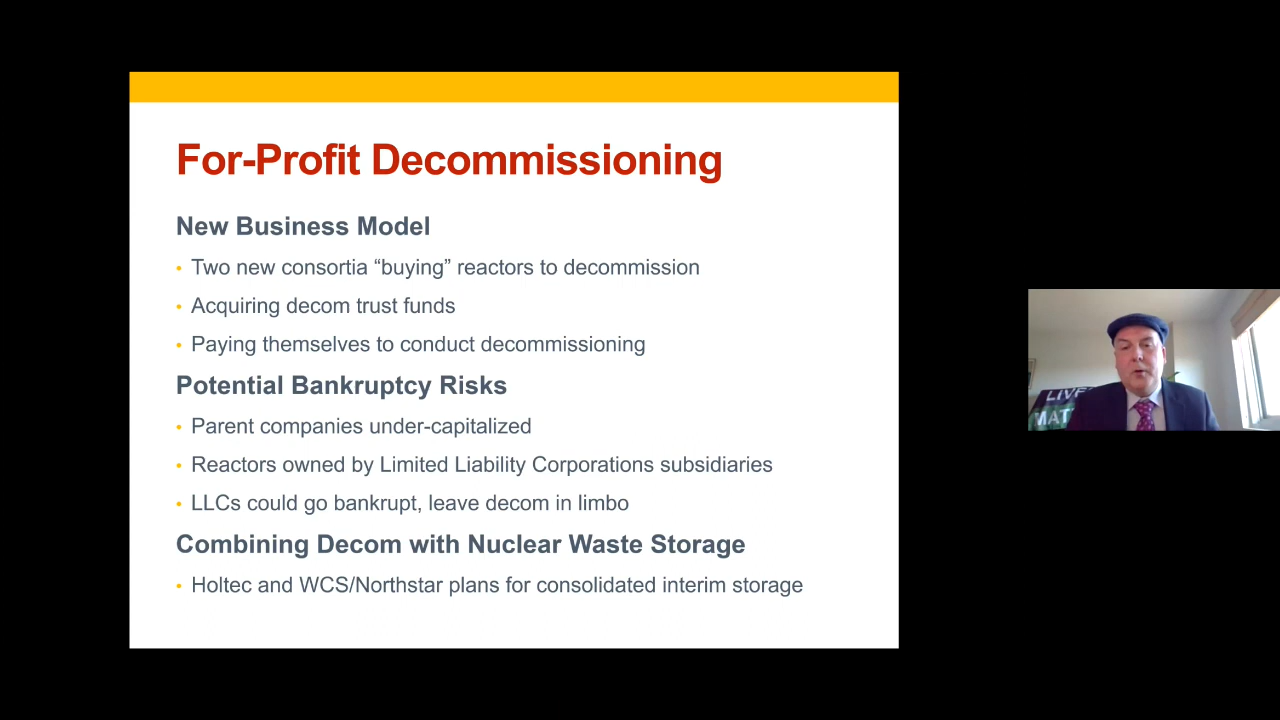 For-Profit Decommissioning
New Business Model
• Two new consortia “buying” reactors to decommission
• Acquiring decom trust funds
• Paying themselves to conduct decommissioning
Potential Bankruptcy Risks
• Parent companies under-capitalized
• Reactors owned by Limited Liability Corporations subsidiaries
• LLCs could go bankrupt, leave decom in limbo
Combining Decom with Nuclear Waste Storage
• Holtec and WCS/Northstar plans for consolidated interim storage
LIVE
MAT